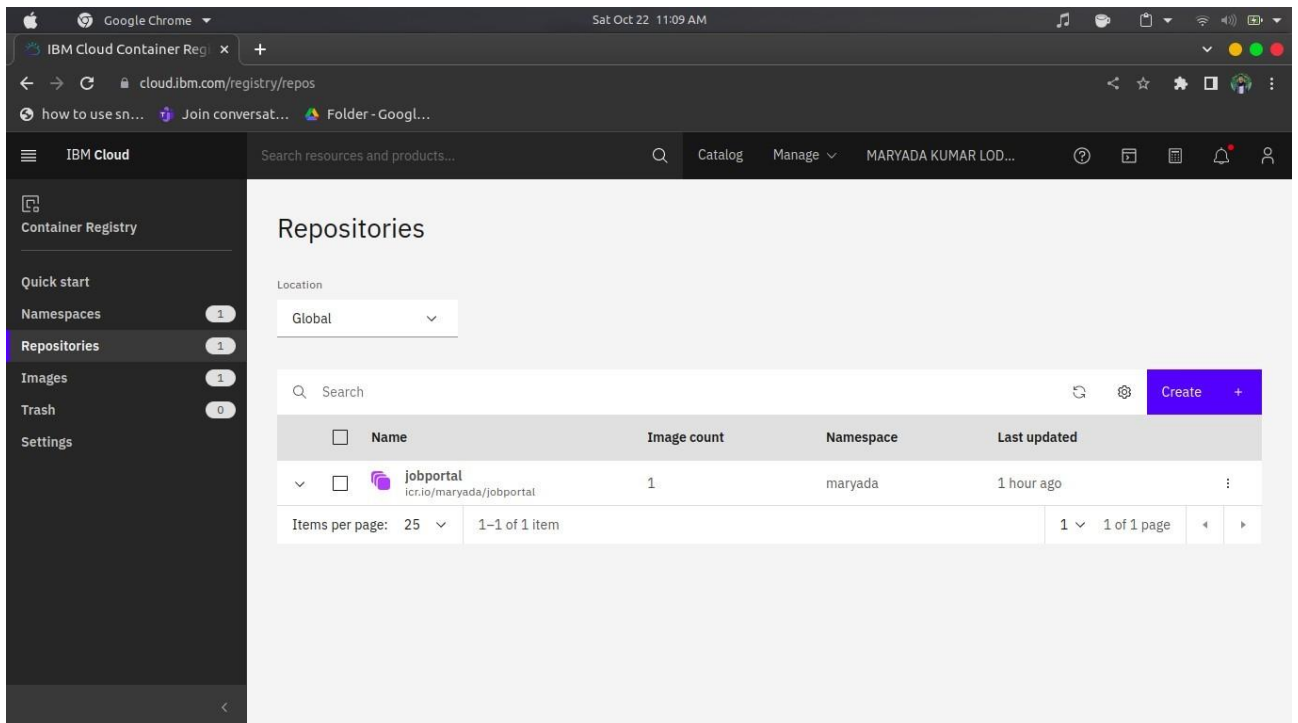 Google Chrome
Sat Oct 22 11:09 AM
IBM Cloud Container Regi
cloud.ibm.com/registry/repos
how to use sn... Join conversat... Folder - Googl...
IBM Cloud
Search resources and products...
Catalog Manage MARYADA KUMAR LOD...
Container Registry
Quick start
Namespaces 1
Repositories 1
Images 1
Trash 0
Settings
Repositories
Location
Global
Search
Create +
Name Image count Namespace Last updated
jobportal 1 maryada 1 hour ago
icr.io/maryada/jobportal
Items per page: 25 1–1 of 1 item 1 1 of 1 page